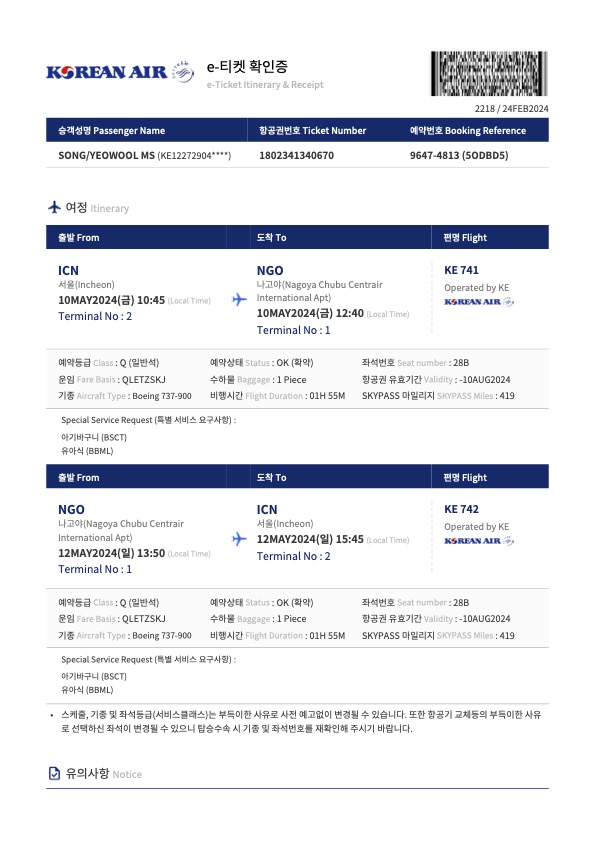 KOREAN AIR
e-티켓 확인증
e-Ticket Itinerary & Receipt
2218 / 24FEB2024
승객성명 Passenger Name 항공권번호 Ticket Number 예약번호 Booking Reference
SONG/YEOWOOL MS (KE12272904****) 1802341340670 9647-4813 (5ODBD5)
여정 Itinerary
출발 From 도착 To 편명 Flight
ICN NGO KE 741
서울(Incheon) 나고야(Nagoya Chubu Centrair Operated by KE
10MAY2024(금) 10:45 (Local Time) International Apt) KOREAN AIR
Terminal No : 2 10MAY2024(금) 12:40 (Local Time)
Terminal No : 1
예약등급 Class : Q (일반석) 예약상태 Status : OK (확약) 좌석번호 Seat number : 28B
운임 Fare Basis : QLETZSKJ 수하물 Baggage : 1 Piece 항공권 유효기간 Validity : -10AUG2024
기종 Aircraft Type : Boeing 737-900 비행시간 Flight Duration : 01H 55M SKYPASS 마일리지 SKYPASS Miles : 419
Special Service Request (특별 서비스 요구사항) :
아기바구니 (BSCT)
유아식 (BBML)
출발 From 도착 To 편명 Flight
NGO ICN KE 742
나고야(Nagoya Chubu Centrair 서울(Incheon) Operated by KE
International Apt) 12MAY2024(일) 15:45 (Local Time) KOREAN AIR
12MAY2024(일) 13:50 (Local Time) Terminal No : 2
Terminal No : 1
예약등급 Class : Q (일반석) 예약상태 Status : OK (확약) 좌석번호 Seat number : 28B
운임 Fare Basis : QLETZSKJ 수하물 Baggage : 1 Piece 항공권 유효기간 Validity : -10AUG2024
기종 Aircraft Type : Boeing 737-900 비행시간 Flight Duration : 01H 55M SKYPASS 마일리지 SKYPASS Miles : 419
Special Service Request (특별 서비스 요구사항) :
아기바구니 (BSCT)
유아식 (BBML)
• 스케줄, 기종 및 좌석등급(서비스클래스)는 부득이한 사유로 사전 예고없이 변경될 수 있습니다. 또한 항공기 교체등의 부득이한 사유
로 선택하신 좌석이 변경될 수 있으니 탑승수속 시 기종 및 좌석번호를 재확인해 주시기 바랍니다.
유의사항 Notice